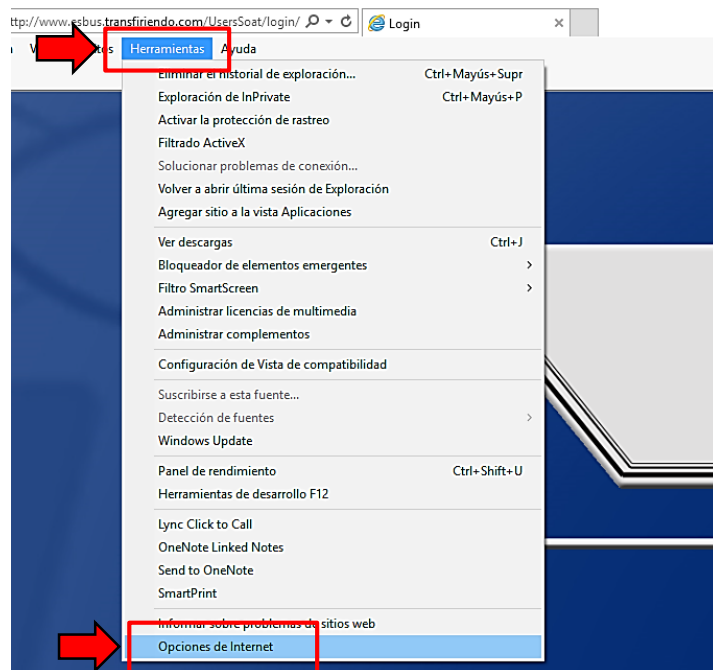 ttp://www.esbus.transfiriendo.com/UsersSoat/login/
Login
Herramientas Ayuda
Eliminar el historial de exploración... Ctrl+Mayús+Supr
Exploración de InPrivate Ctrl+Mayús+P
Activar la protección de rastreo
Filtrado ActiveX
Solucionar problemas de conexión...
Volver a abrir última sesión de Exploración
Agregar sitio a la vista Aplicaciones
Ver descargas Ctrl+J
Bloqueador de elementos emergentes
Filtro SmartScreen
Administrar licencias de multimedia
Administrar complementos
Configuración de Vista de compatibilidad
Suscribirse a esta fuente...
Detección de fuentes
Windows Update
Panel de rendimiento Ctrl+Shift+U
Herramientas de desarrollo F12
Lync Click to Call
OneNote Linked Notes
Send to OneNote
SmartPrint
Informar sobre problemas de sitios web
Opciones de Internet